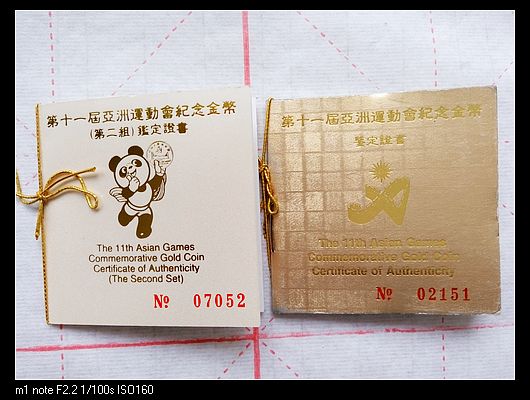 第十一屆亞洲運動會紀念金幣
(第二組)鑑定證書
The 11th Asian Games
Commemorative Gold Coin
Certificate of Authenticity
(The Second Set)
№ 07052
第十一屆亞洲運動會紀念金幣
鑒定證書
The 11th Asian Games
Commemorative Gold Coin
Certificate of Authenticity
№ 02151
m1 note F2.2 1/100s ISO160